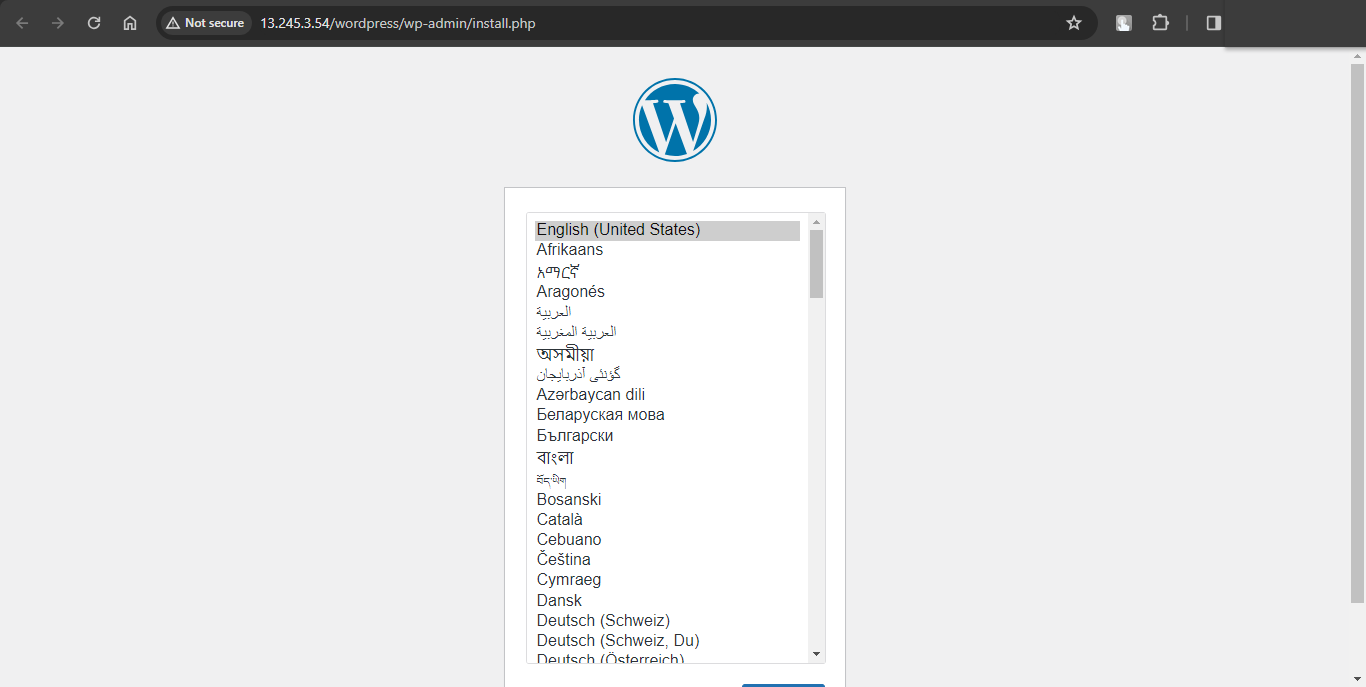 Not secure 13.245.3.54/wordpress/wp-admin/install.php
W
English (United States)
Afrikaans
አማርኛ
Aragonés
العربية
العربية المغربية
অসমীয়া
گؤنئی آذربایجان
Azərbaycan dili
Беларуская мова
Български
বাংলা
བོད་ཡིག
Bosanski
Català
Cebuano
Čeština
Cymraeg
Dansk
Deutsch (Schweiz)
Deutsch (Schweiz, Du)
Deutsch (Österreich)